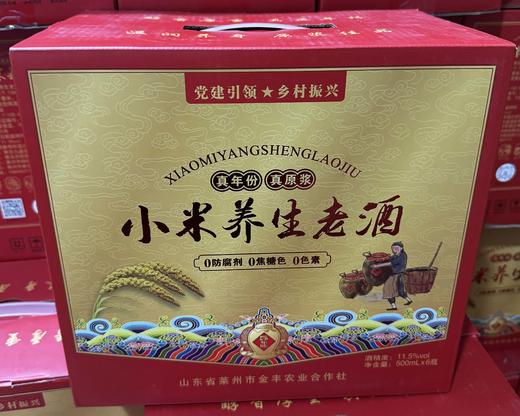 党建引领★乡村振兴
XIAOMIYANGSHENGLAOJIU
真年份 真原浆
小米养生老酒
0防腐剂 0焦糖色 0色素
酒精度：11.5%vol
净含量：500mL×6瓶
山东省莱州市金丰农业合作社